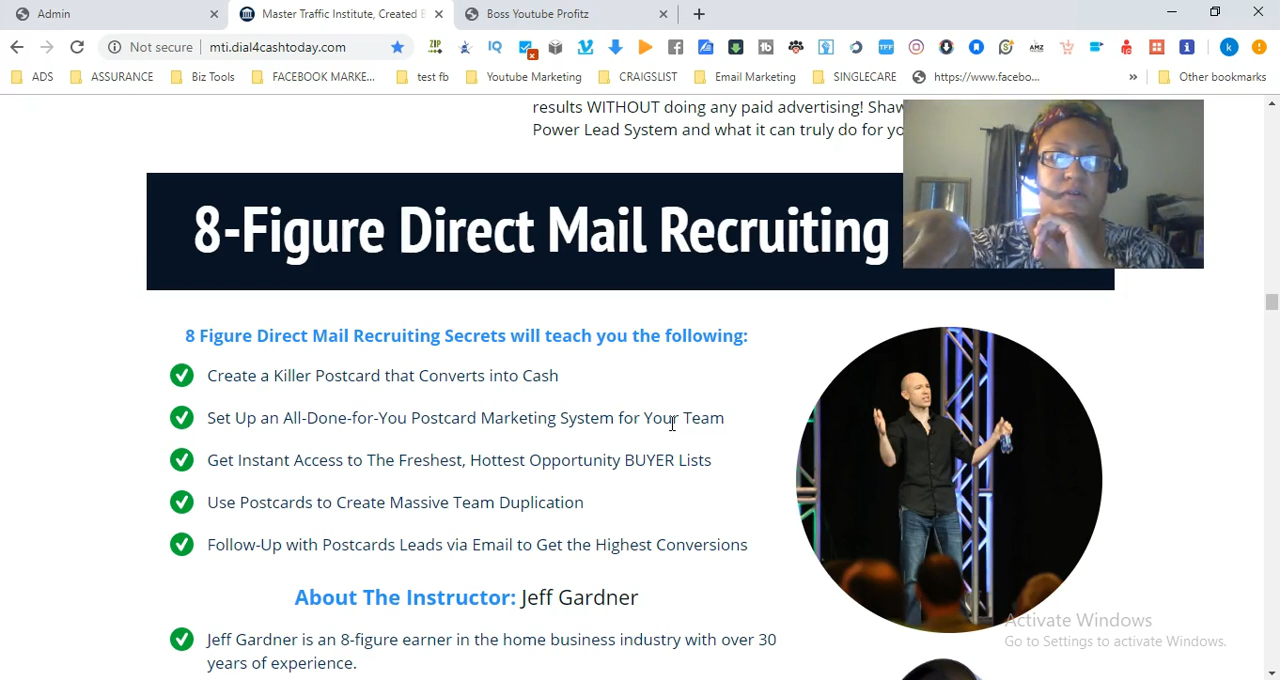 Admin
Master Traffic Institute, Created B
Boss Youtube Profitz
Not secure
mti.dial4cashtoday.com
ADS
ASSURANCE
Biz Tools
FACEBOOK MARKE...
test fb
Youtube Marketing
CRAIGSLIST
Email Marketing
SINGLECARE
https://www.facebo...
»
Other bookmarks
results WITHOUT doing any paid advertising! Shaw
Power Lead System and what it can truly do for yo
8-Figure Direct Mail Recruiting
8 Figure Direct Mail Recruiting Secrets will teach you the following:
Create a Killer Postcard that Converts into Cash
Set Up an All-Done-for-You Postcard Marketing System for Your Team
Get Instant Access to The Freshest, Hottest Opportunity BUYER Lists
Use Postcards to Create Massive Team Duplication
Follow-Up with Postcards Leads via Email to Get the Highest Conversions
About The Instructor: Jeff Gardner
Jeff Gardner is an 8-figure earner in the home business industry with over 30
years of experience.
Activate Windows
Go to Settings to activate Windows.